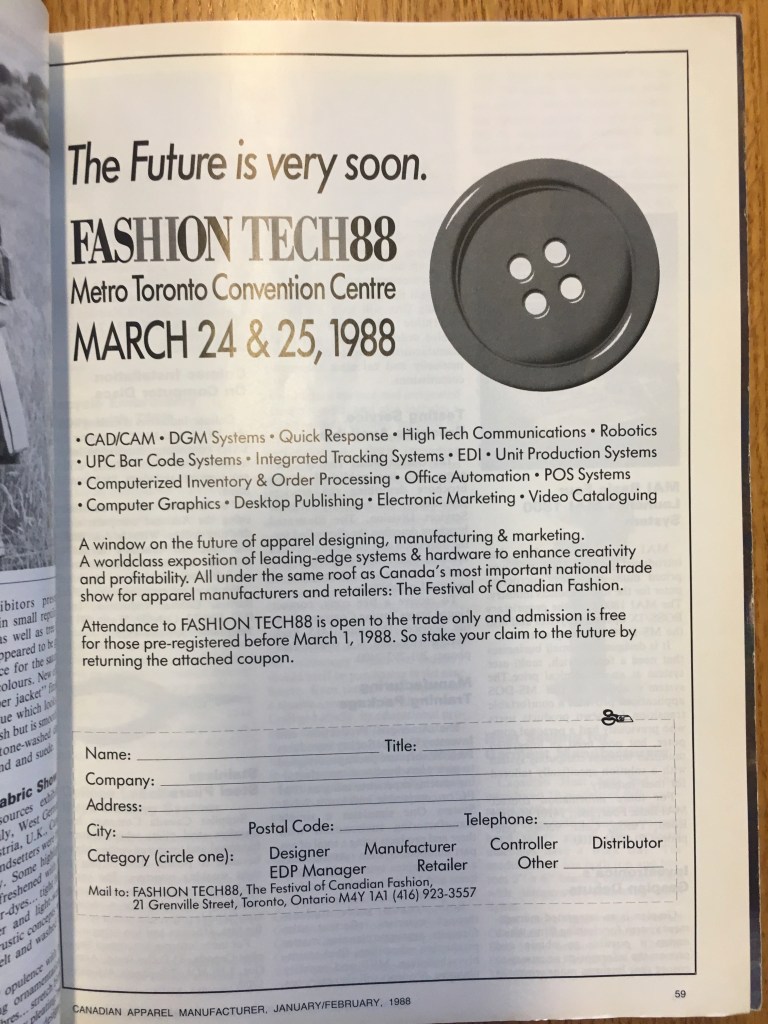 The Future is very soon.
FASHION TECH88
Metro Toronto Convention Centre
MARCH 24 & 25, 1988
• CAD/CAM • DGM Systems • Quick Response • High Tech Communications • Robotics
• UPC Bar Code Systems • Integrated Tracking Systems • EDI • Unit Production Systems
• Computerized Inventory & Order Processing • Office Automation • POS Systems
• Computer Graphics • Desktop Publishing • Electronic Marketing • Video Cataloguing
A window on the future of apparel designing, manufacturing & marketing.
A worldclass exposition of leading-edge systems & hardware to enhance creativity
and profitability. All under the same roof as Canada's most important national trade
show for apparel manufacturers and retailers: The Festival of Canadian Fashion.
Attendance to FASHION TECH88 is open to the trade only and admission is free
for those pre-registered before March 1, 1988. So stake your claim to the future by
returning the attached coupon.
Name: Title:
Company:
Address:
City: Postal Code: Telephone:
Category (circle one): Designer Manufacturer Controller Distributor
EDP Manager Retailer Other
Mail to: FASHION TECH88, The Festival of Canadian Fashion,
21 Grenville Street, Toronto, Ontario M4Y 1A1 (416) 923-3557
CANADIAN APPAREL MANUFACTURER, JANUARY/FEBRUARY, 1988
59